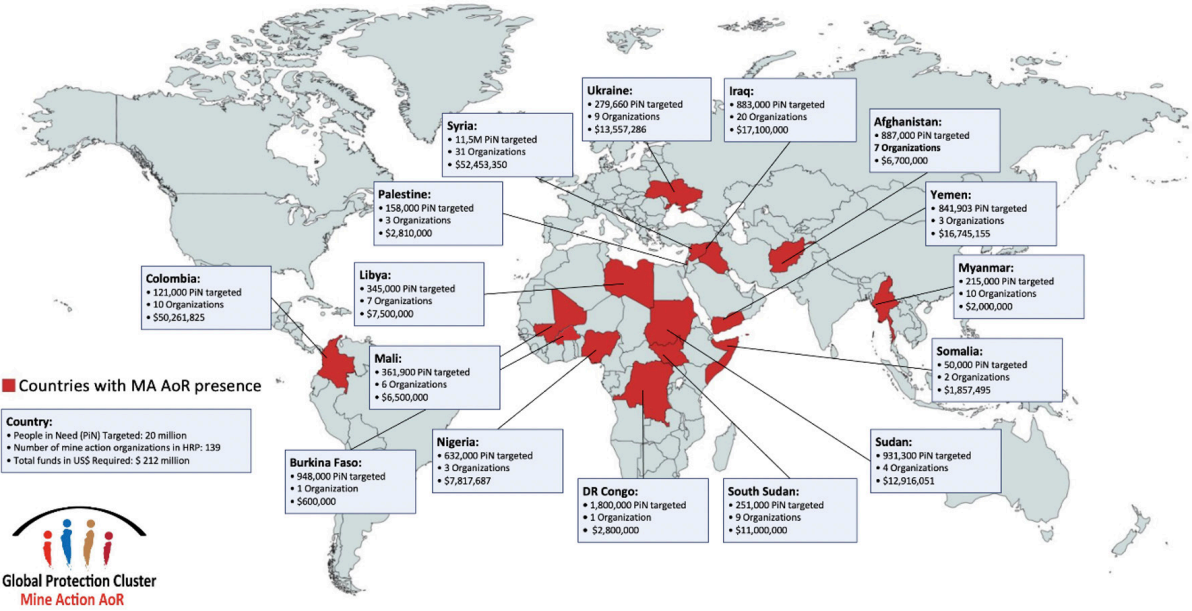 Ukraine:
• 279,660 PiN targeted
• 9 Organizations
• $13,557,286
Iraq:
• 883,000 PiN targeted
• 20 Organizations
• $17,100,000
Syria:
• 11,5M PiN targeted
• 31 Organizations
• $52,453,350
Afghanistan:
• 887,000 PiN targeted
7 Organizations
• $6,700,000
Palestine:
• 158,000 PiN targeted
• 3 Organizations
• $2,810,000
Yemen:
• 841,903 PiN targeted
• 3 Organizations
• $16,745,155
Colombia:
• 121,000 PiN targeted
• 10 Organizations
• $50,261,825
Libya:
• 345,000 PiN targeted
• 7 Organizations
• $7,500,000
Myanmar:
• 215,000 PiN targeted
• 10 Organizations
• $2,000,000
Mali:
• 361,900 PiN targeted
• 6 Organizations
• $6,500,000
Somalia:
• 50,000 PiN targeted
• 2 Organizations
• $1,857,495
Countries with MA AoR presence
Country:
• People in Need (PiN) Targeted: 20 million
• Number of mine action organizations in HRP: 139
• Total funds in US$ Required: $ 212 million
Nigeria:
• 632,000 PiN targeted
• 3 Organizations
• $7,817,687
Sudan:
• 931,300 PiN targeted
• 4 Organizations
• $12,916,051
Burkina Faso:
• 948,000 PiN targeted
• 1 Organization
• $600,000
DR Congo:
• 1,800,000 PiN targeted
• 1 Organization
• $2,800,000
South Sudan:
• 251,000 PiN targeted
• 9 Organizations
• $11,000,000
Global Protection Cluster
Mine Action AoR